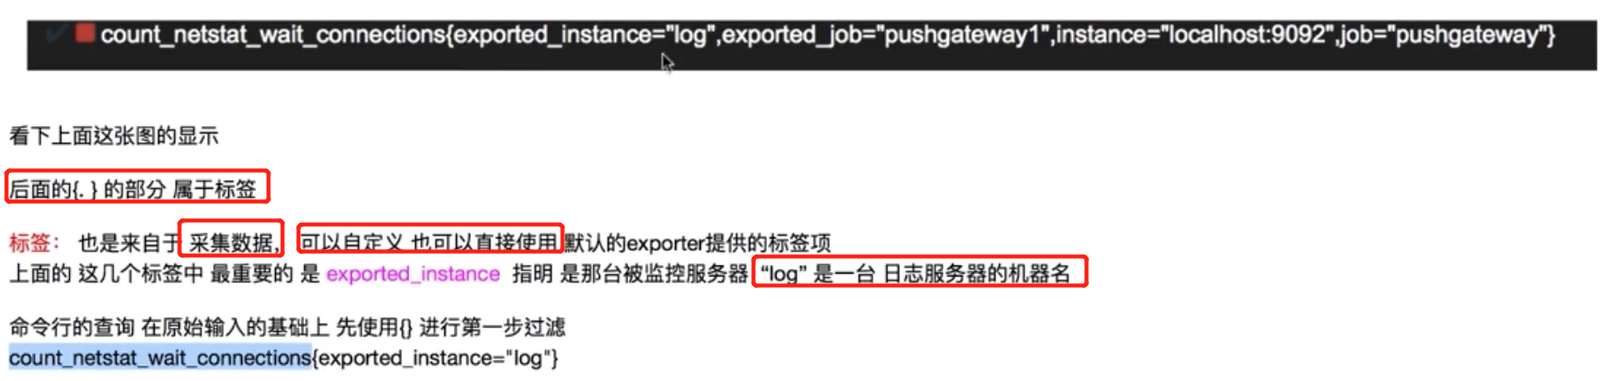 count_netstat_wait_connections{exported_instance="log",exported_job="pushgateway1",instance="localhost:9092",job="pushgateway"}
看下上面这张图的显示
后面的{. } 的部分 属于标签
标签： 也是来自于 采集数据， 可以自定义 也可以直接使用 默认的exporter提供的标签项
上面的 这几个标签中 最重要的 是 exported_instance 指明 是那台被监控服务器 “log” 是一台 日志服务器的机器名
命令行的查询 在原始输入的基础上 先使用{} 进行第一步过滤
count_netstat_wait_connections{exported_instance="log"}